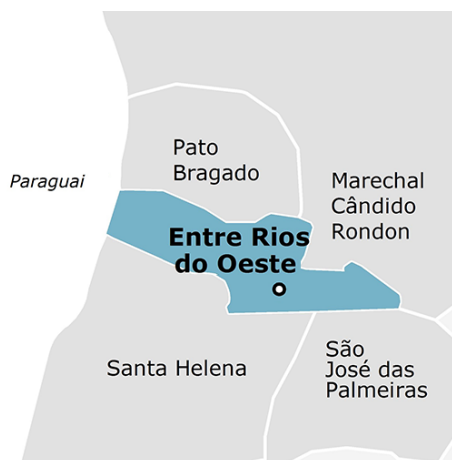 Pato
Bragado
Paraguai
Marechal
Cândido
Rondon
Entre Rios
do Oeste
Santa Helena
São
José das
Palmeiras